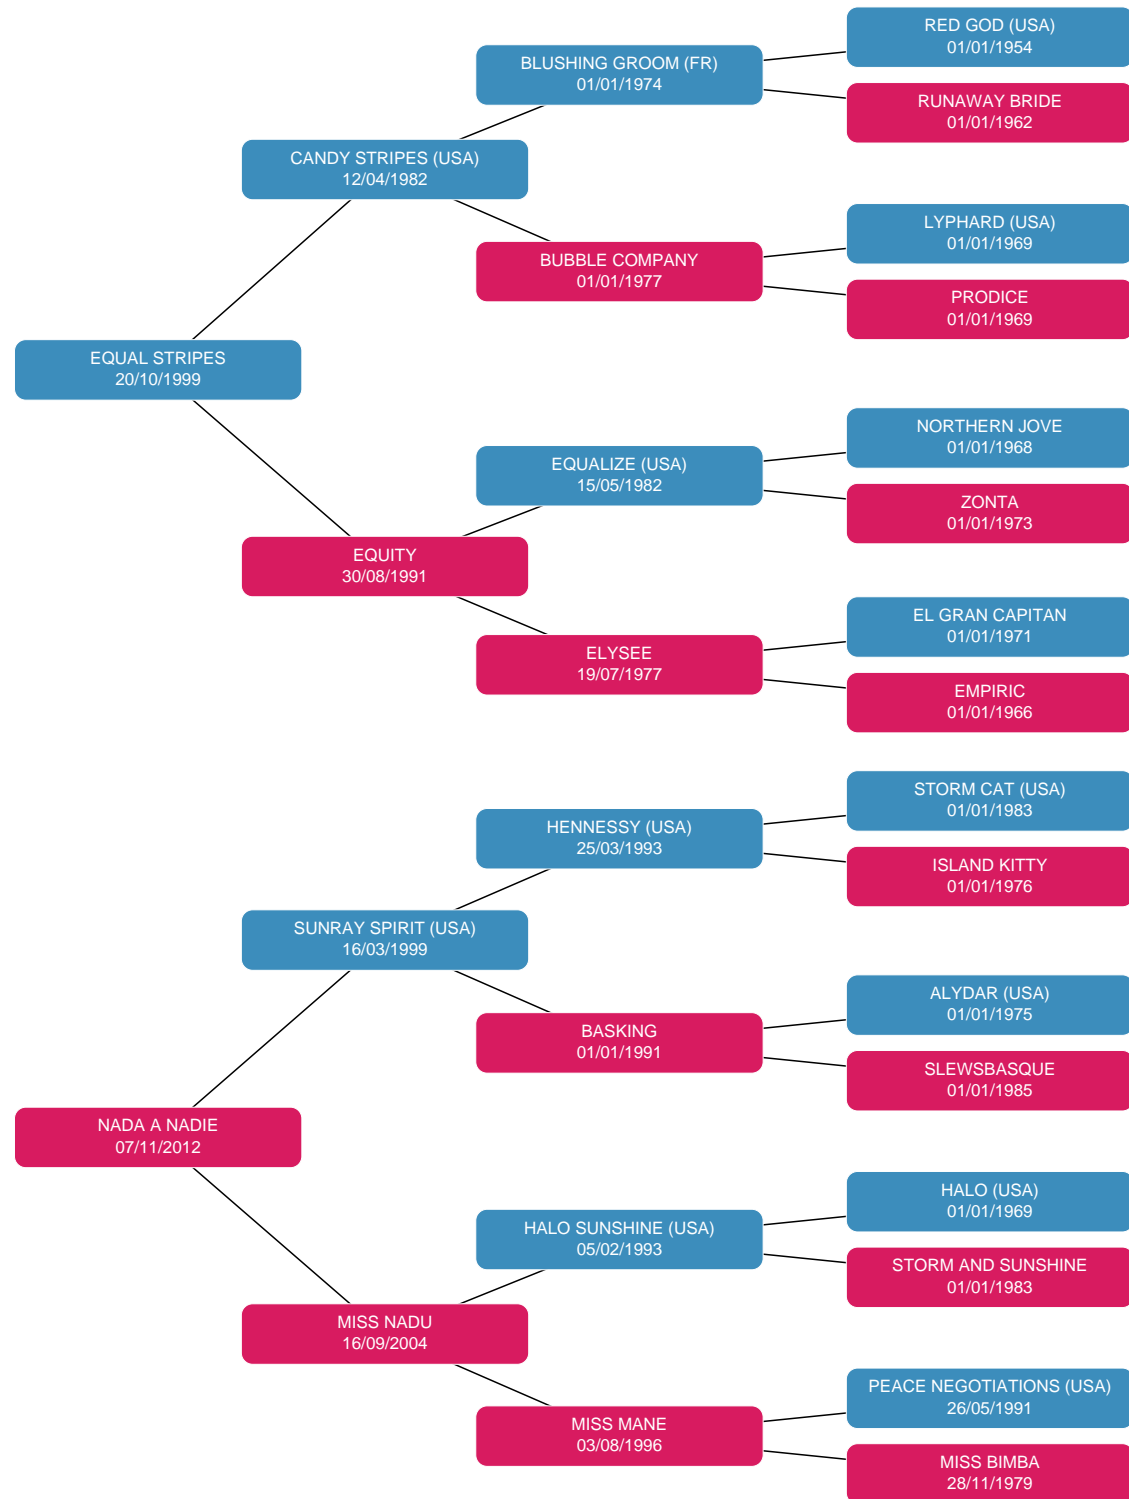 RED GOD (USA)
01/01/1954
BLUSHING GROOM (FR)
01/01/1974
RUNAWAY BRIDE
01/01/1962
CANDY STRIPES (USA)
12/04/1982
LYPHARD (USA)
01/01/1969
BUBBLE COMPANY
01/01/1977
PRODICE
01/01/1969
EQUAL STRIPES
20/10/1999
NORTHERN JOVE
01/01/1968
EQUALIZE (USA)
15/05/1982
ZONTA
01/01/1973
EQUITY
30/08/1991
EL GRAN CAPITAN
01/01/1971
ELYSEE
19/07/1977
EMPIRIC
01/01/1966
STORM CAT (USA)
01/01/1983
HENNESSY (USA)
25/03/1993
ISLAND KITTY
01/01/1976
SUNRAY SPIRIT (USA)
16/03/1999
ALYDAR (USA)
01/01/1975
BASKING
01/01/1991
SLEWSBASQUE
01/01/1985
NADA A NADIE
07/11/2012
HALO (USA)
01/01/1969
HALO SUNSHINE (USA)
05/02/1993
STORM AND SUNSHINE
01/01/1983
MISS NADU
16/09/2004
PEACE NEGOTIATIONS (USA)
26/05/1991
MISS MANE
03/08/1996
MISS BIMBA
28/11/1979